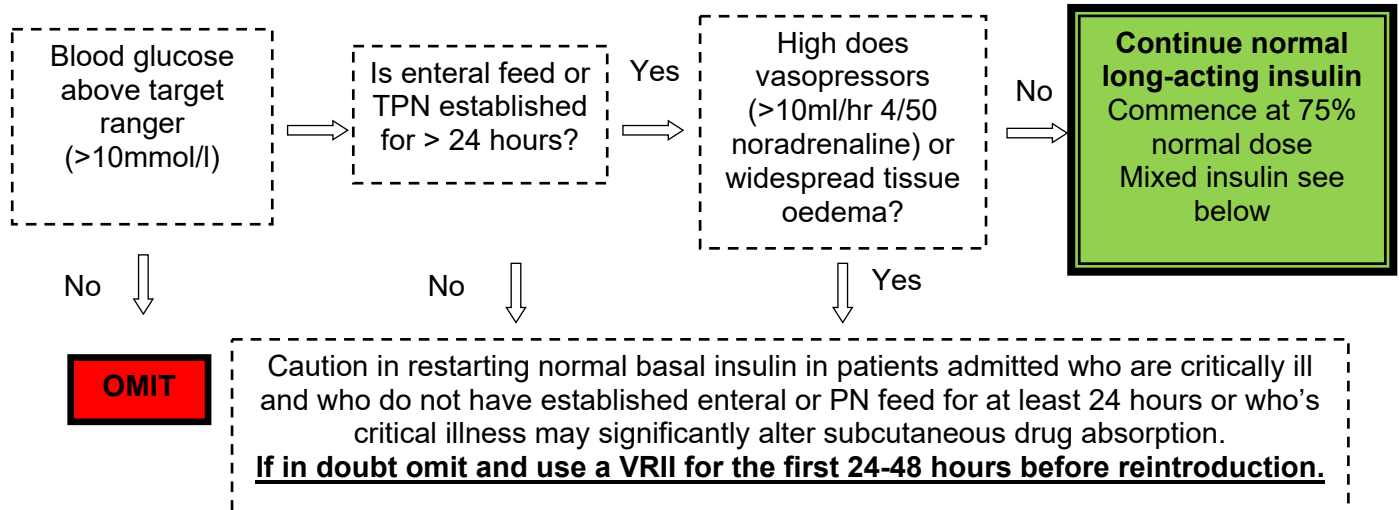 Blood glucose
above target
ranger
(>10mmol/l)
Is enteral feed or
TPN established
for > 24 hours?
Yes
High does
vasopressors
(>10ml/hr 4/50
noradrenaline) or
widespread tissue
oedema?
No
Continue normal
long-acting insulin
Commence at 75%
normal dose
Mixed insulin see
below
No
No
Yes
OMIT
Caution in restarting normal basal insulin in patients admitted who are critically ill
and who do not have established enteral or PN feed for at least 24 hours or who’s
critical illness may significantly alter subcutaneous drug absorption.
If in doubt omit and use a VRII for the first 24-48 hours before reintroduction.